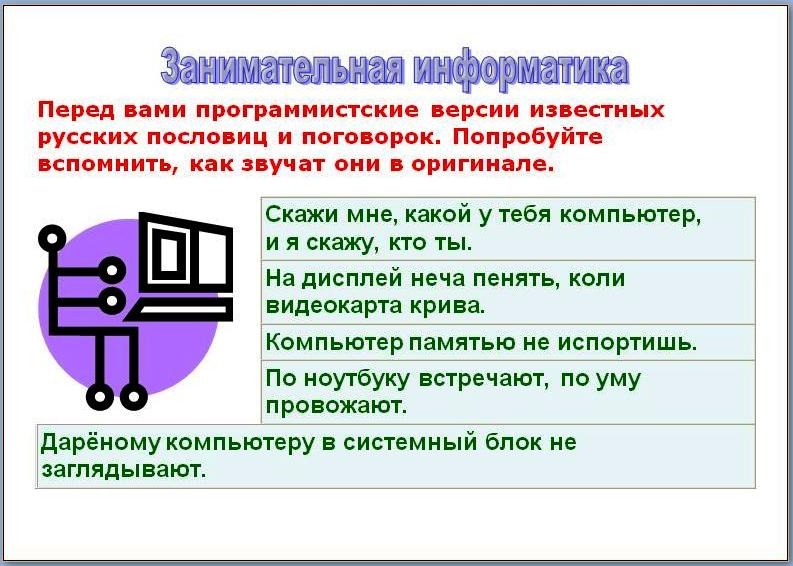 Занимательная информатика
Перед вами программистские версии известных
русских пословиц и поговорок. Попробуйте
вспомнить, как звучат они в оригинале.
Скажи мне, какой у тебя компьютер,
и я скажу, кто ты.
На дисплей неча пенять, коли
видеокарта крива.
Компьютер памятью не испортишь.
По ноутбуку встречают, по уму
провожают.
Дарёному компьютеру в системный блок не
заглядывают.